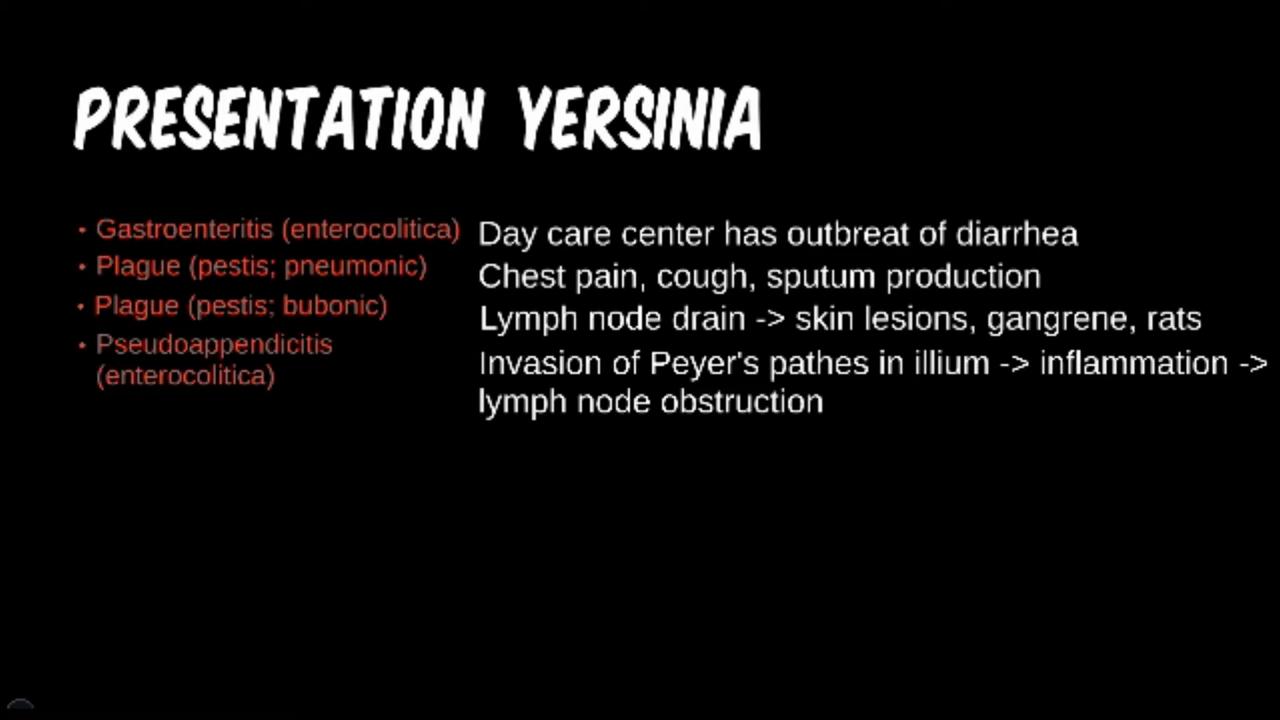 PRESENTATION YERSINIA
• Gastroenteritis (enterocolitica)
• Plague (pestis; pneumonic)
• Plague (pestis; bubonic)
• Pseudoappendicitis
(enterocolitica)
Day care center has outbreat of diarrhea
Chest pain, cough, sputum production
Lymph node drain -> skin lesions, gangrene, rats
Invasion of Peyer's pathes in illium -> inflammation ->
lymph node obstruction